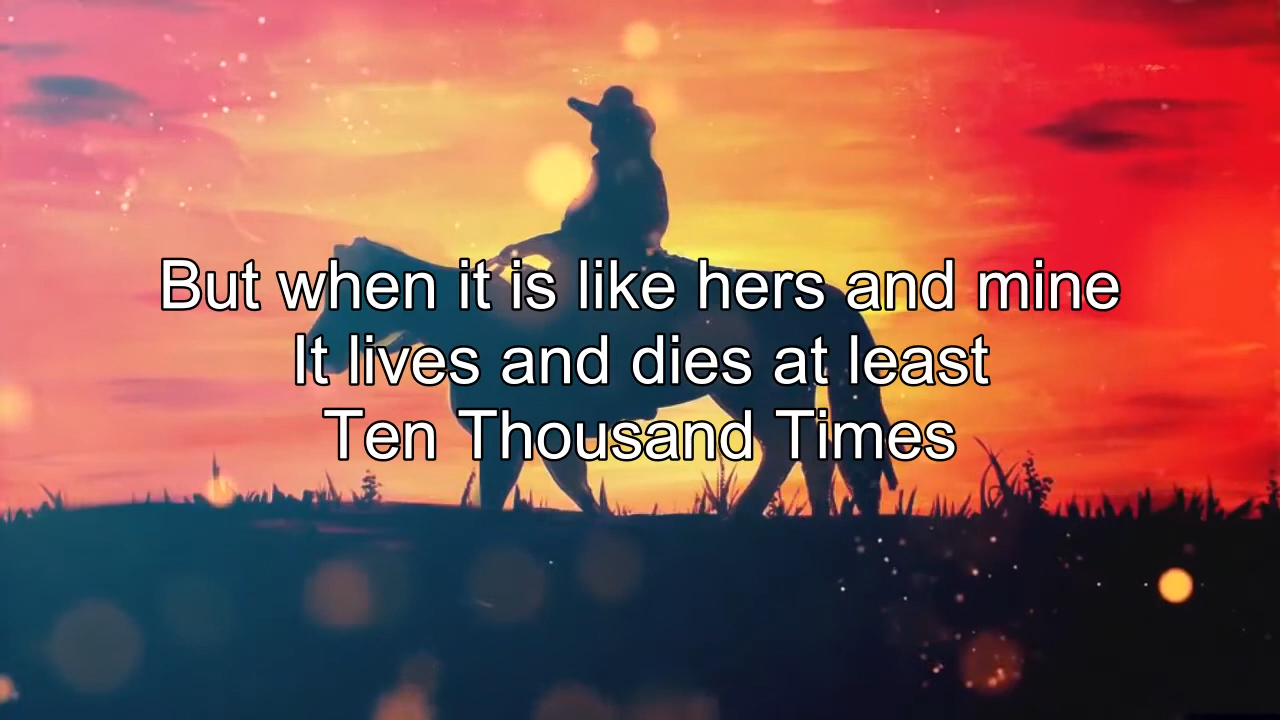 But when it is like hers and mine
It lives and dies at least
Ten Thousand Times